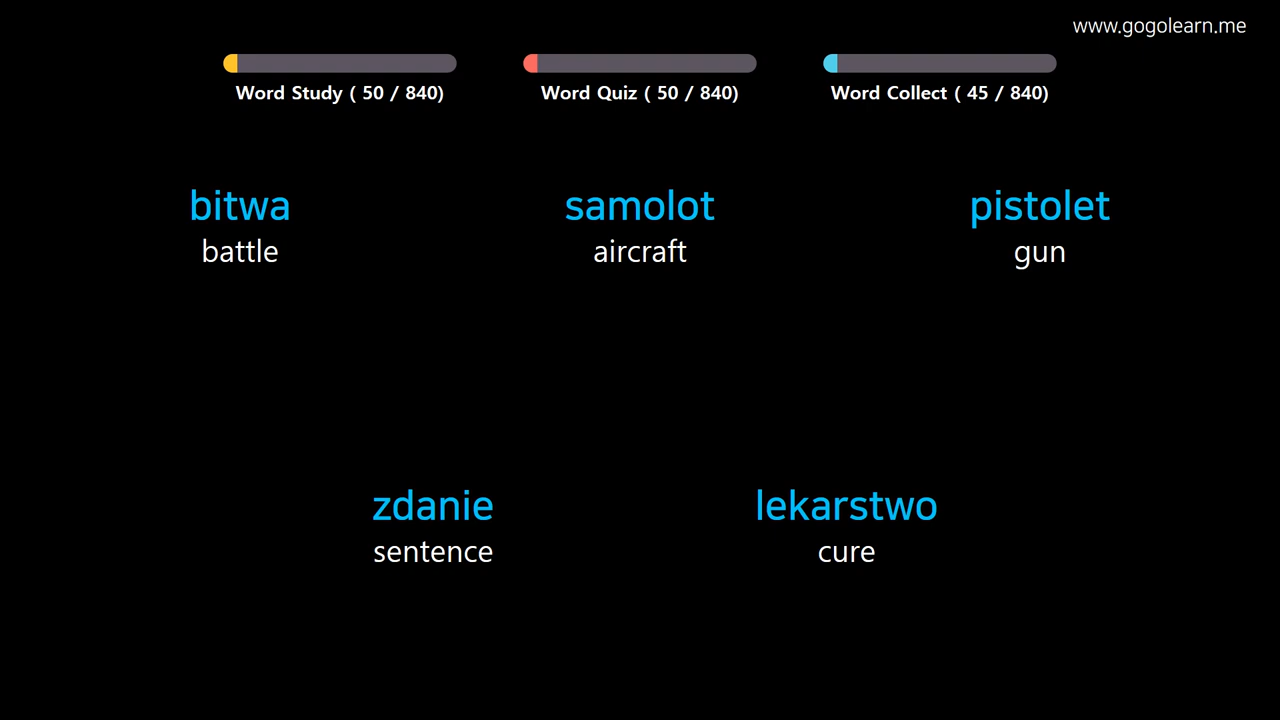 www.gogolearn.me
Word Study ( 50 / 840)
Word Quiz ( 50 / 840)
Word Collect ( 45 / 840)
bitwa
battle
samolot
aircraft
pistolet
gun
zdanie
sentence
lekarstwo
cure